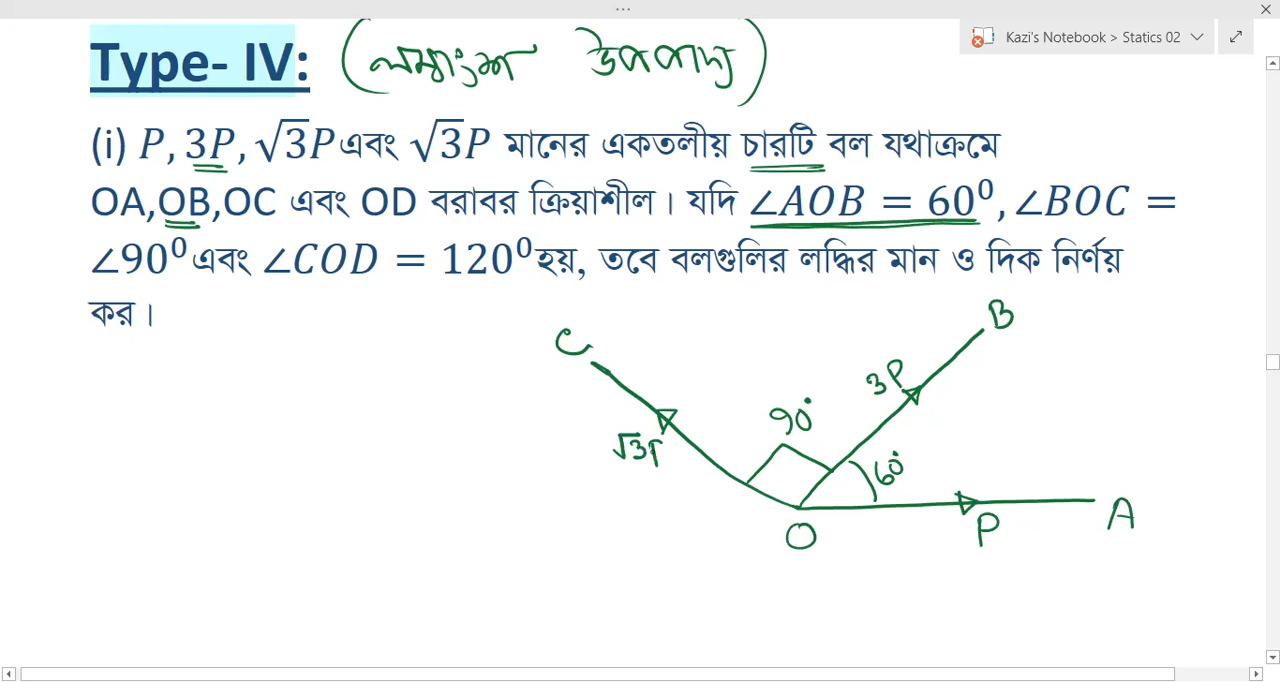 Kazi's Notebook > Statics 02
Type- IV: (লম্বাংশ উপপাদ্য)
(i) P, 3P, √3P এবং √3P মানের একতলীয় চারটি বল যথাক্রমে
OA,OB,OC এবং OD বরাবর ক্রিয়াশীল। যদি ∠AOB = 60⁰, ∠BOC =
∠90⁰ এবং ∠COD = 120⁰ হয়, তবে বলগুলির লদ্ধির মান ও দিক নির্ণয়
কর।
B
C
3P
90°
√3P
60°
A
P
O